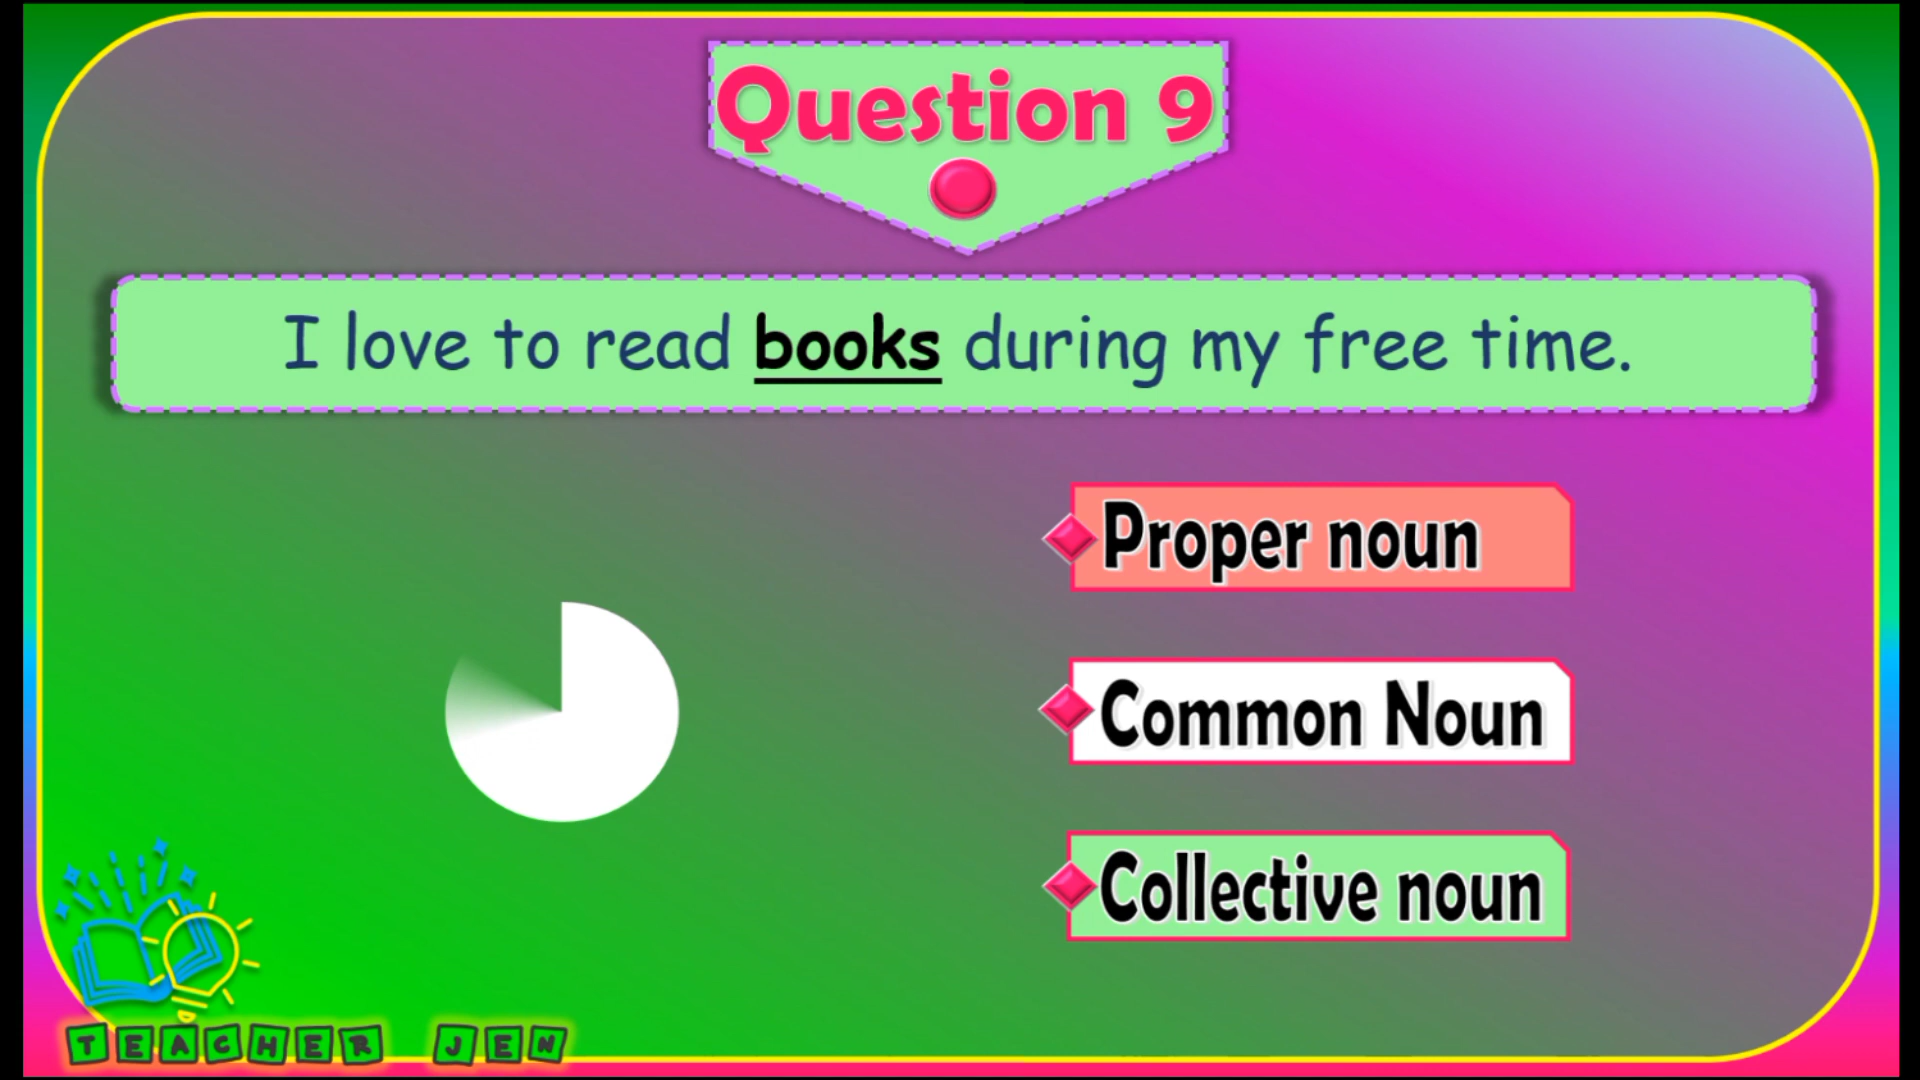 Question 9
I love to read books during my free time.
Proper noun
Common Noun
Collective noun
TEACHER JEN